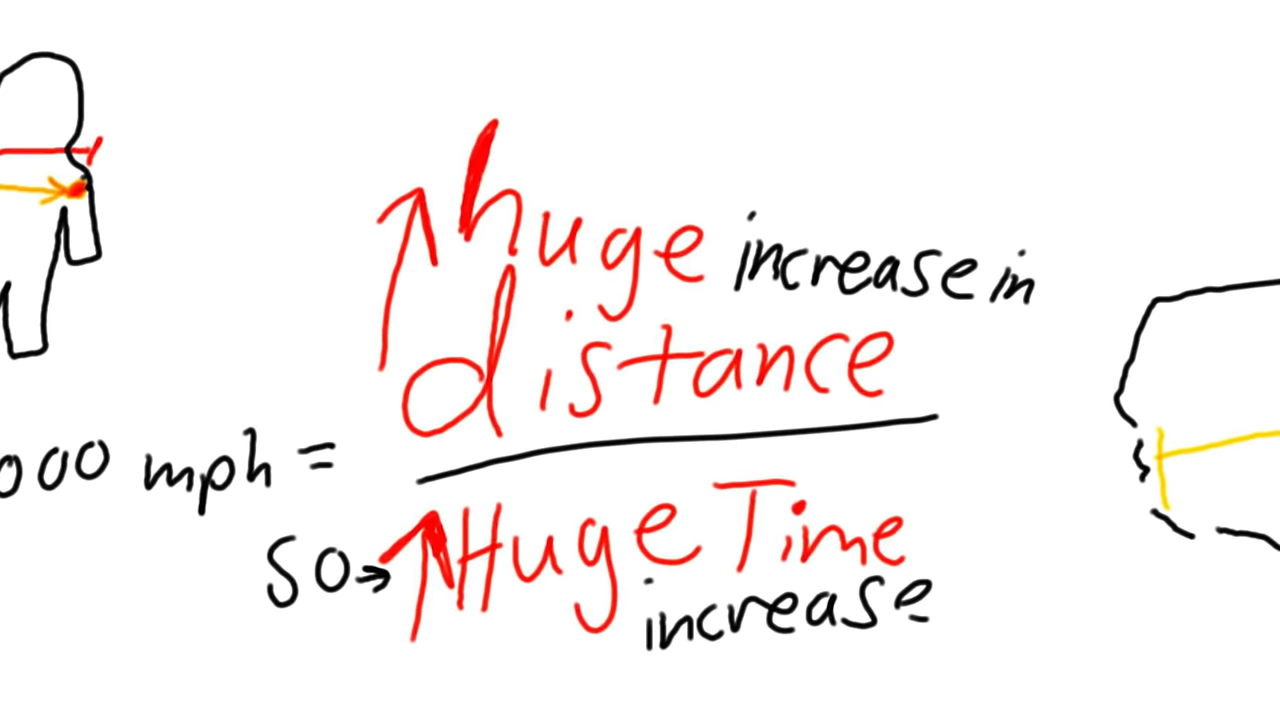 huge increase in
distance
000 mph =
so→ Huge Time
increase